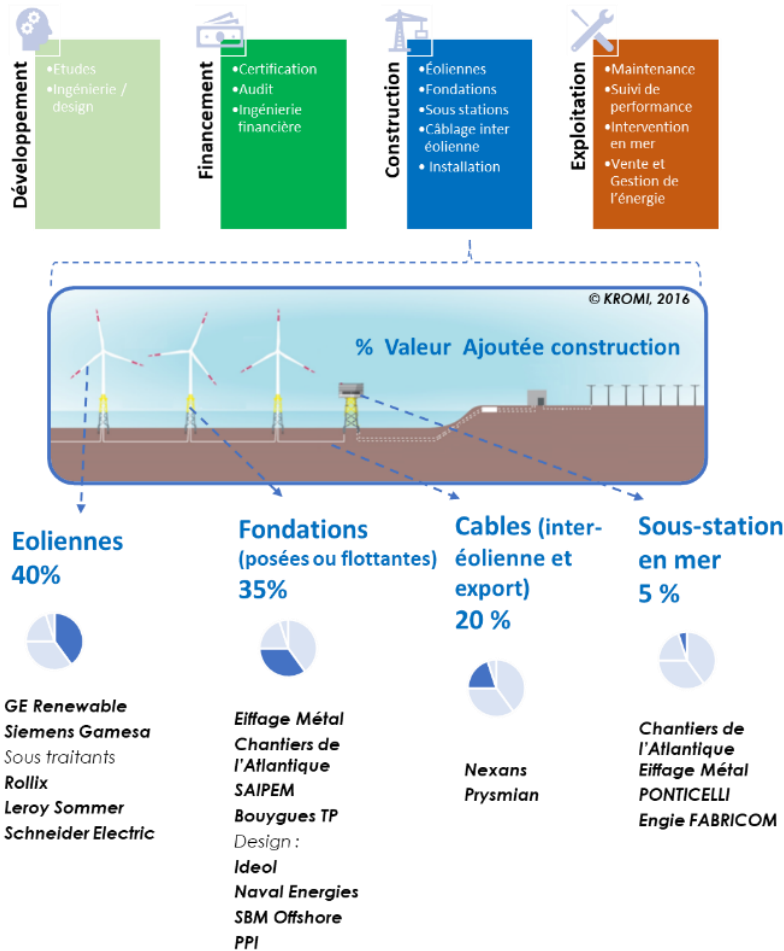 Développement
•Etudes
•Ingénierie /
design
Financement
•Certification
•Audit
•Ingénierie
financière
Construction
•Éoliennes
•Fondations
•Sous stations
•Câblage inter
éolienne
• Installation
Exploitation
•Maintenance
•Suivi de
performance
•Intervention
en mer
•Vente et
Gestion de
l’énergie
© KROMI, 2016
% Valeur Ajoutée construction
Eoliennes
40%
GE Renewable
Siemens Gamesa
Sous traitants
Rollix
Leroy Sommer
Schneider Electric
Fondations
(posées ou flottantes)
35%
Eiffage Métal
Chantiers de
l’Atlantique
SAIPEM
Bouygues TP
Design :
Ideol
Naval Energies
SBM Offshore
PPI
Cables (inter-
éolienne et
export)
20 %
Nexans
Prysmian
Sous-station
en mer
5 %
Chantiers de
l’Atlantique
Eiffage Métal
PONTICELLI
Engie FABRICOM